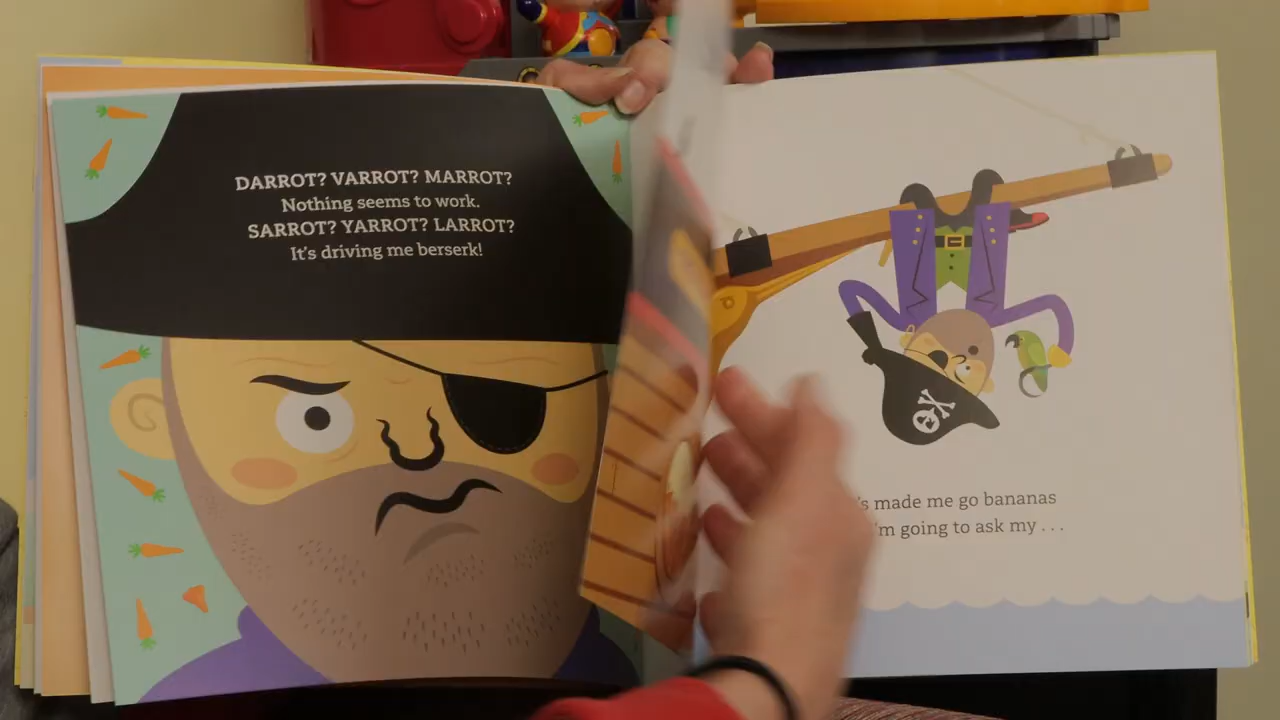 DARROT? VARROT? MARROT?
Nothing seems to work.
SARROT? YARROT? LARROT?
It's driving me berserk!
made me go bananas
going to ask my . . .